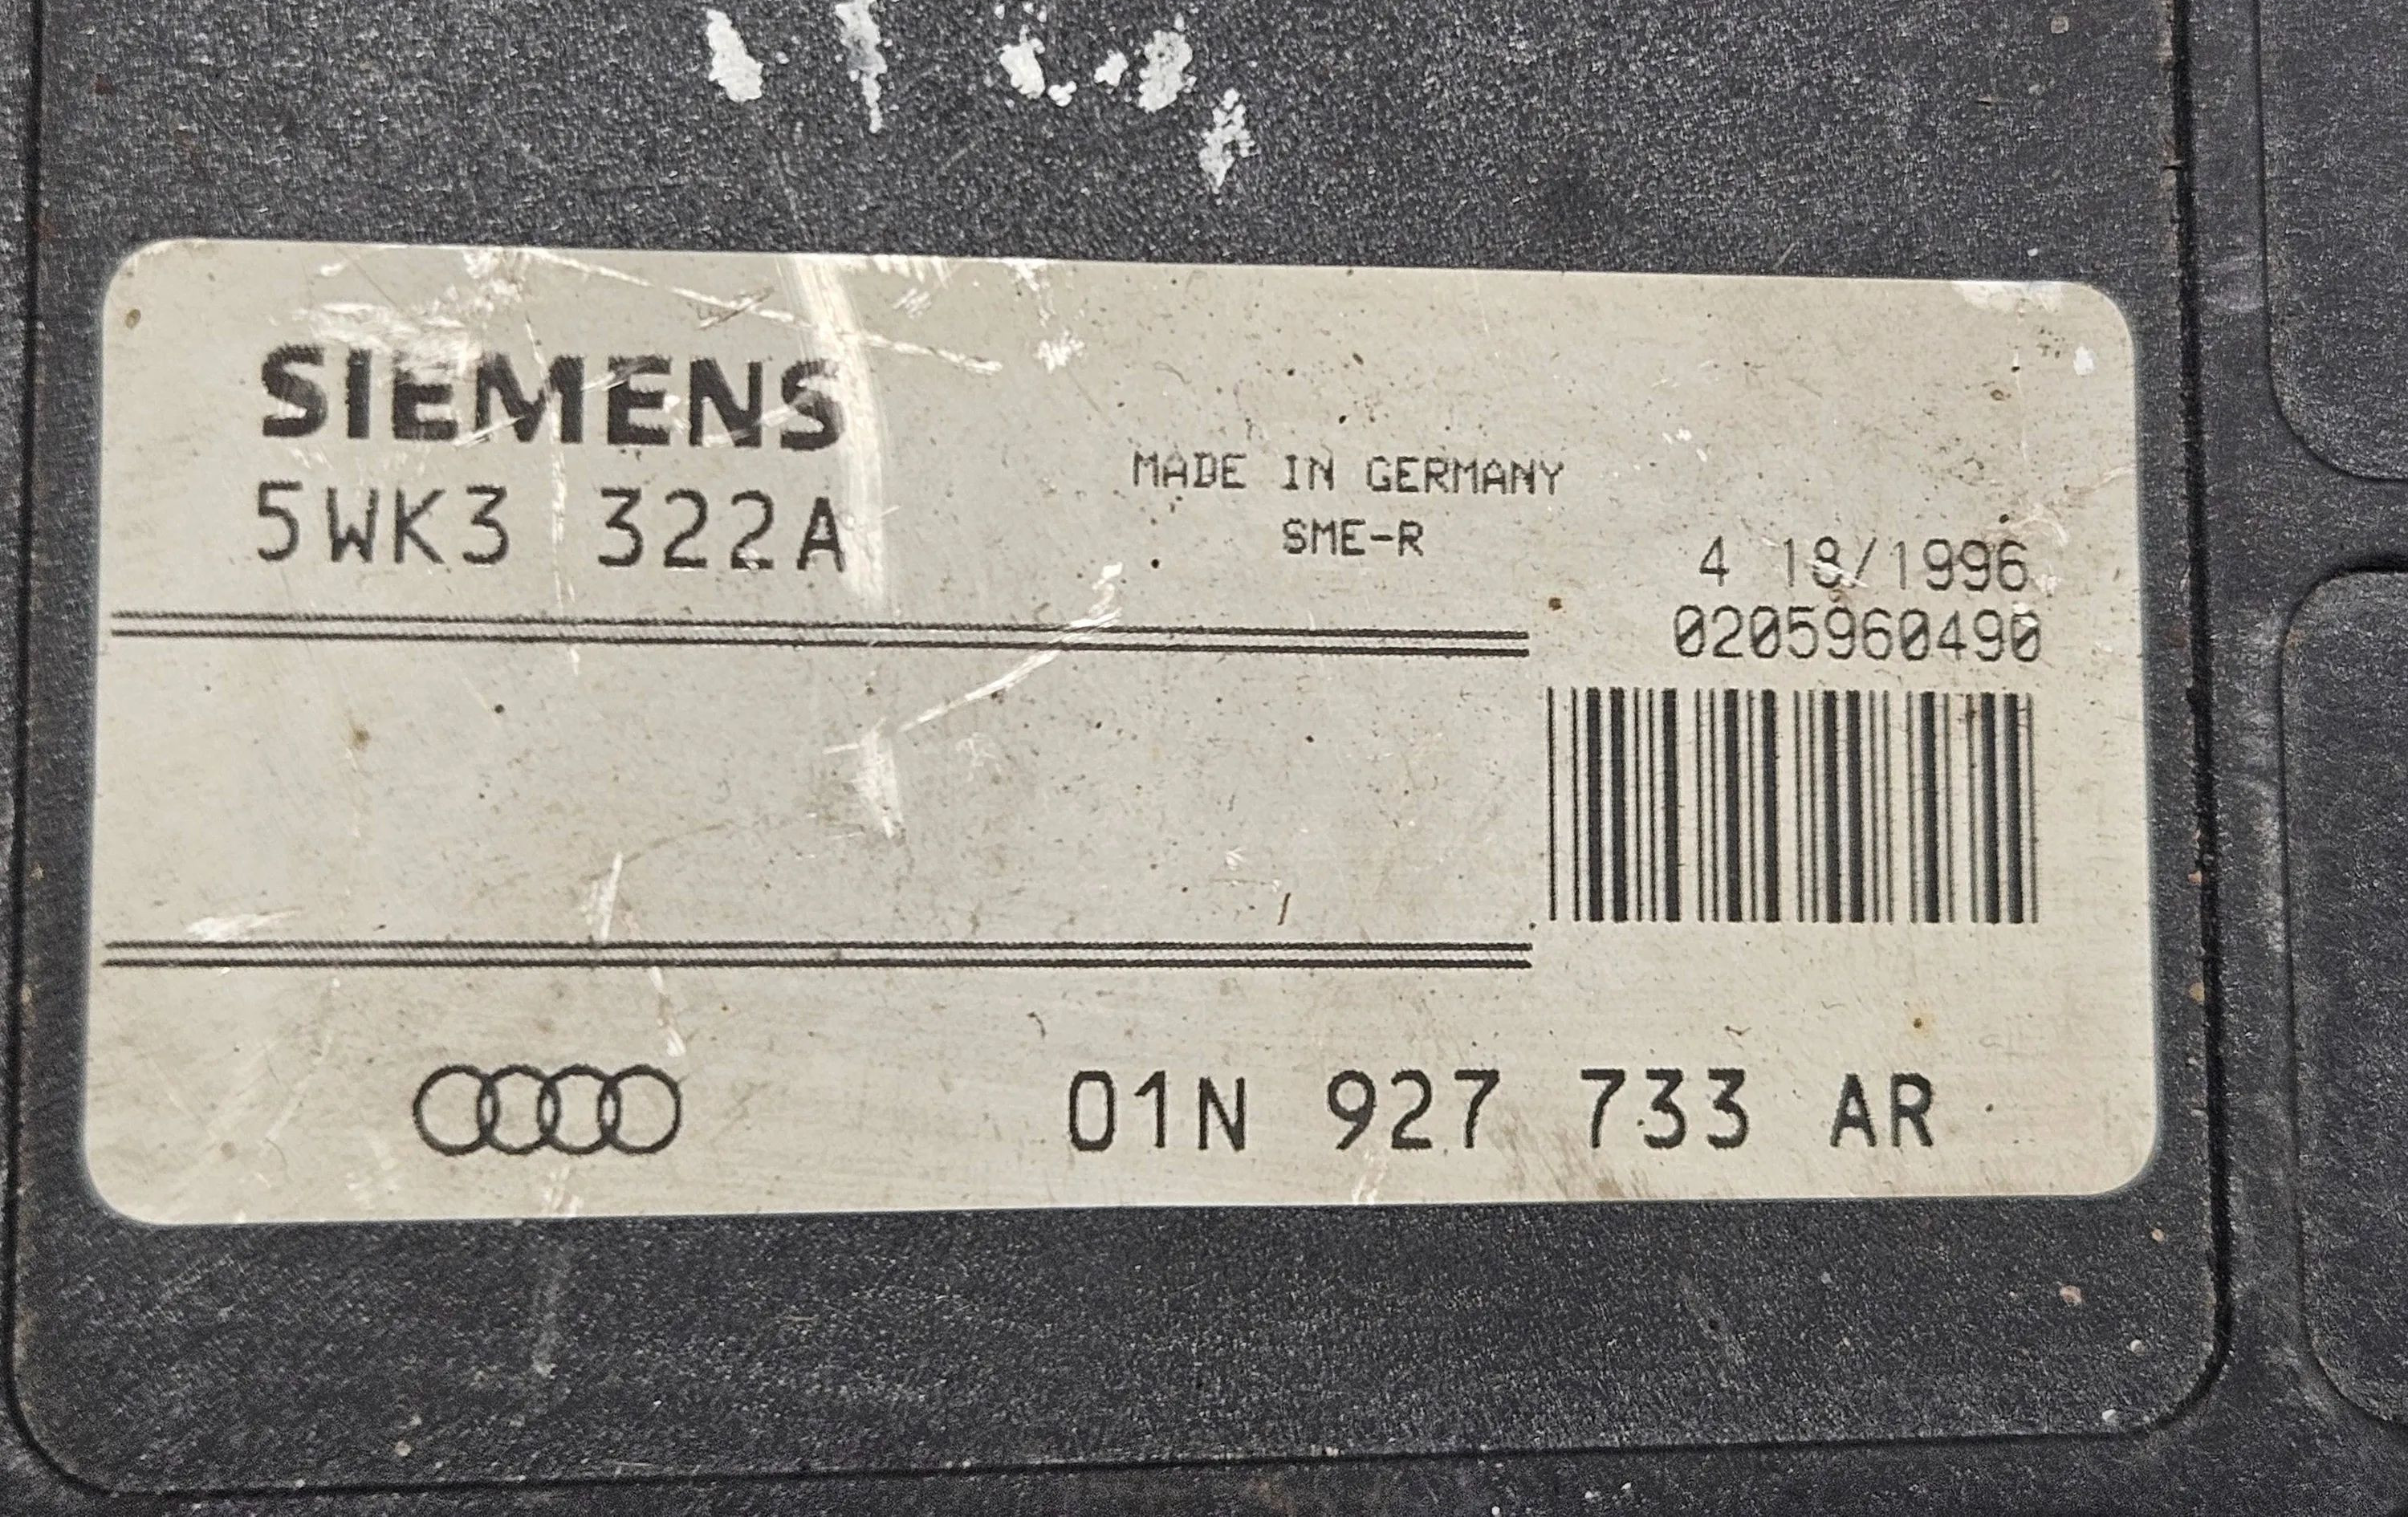 SIEMENS
5WK3 322A
MADE IN GERMANY
SME-R
4 18/1996
0205960490
01N 927 733 AR